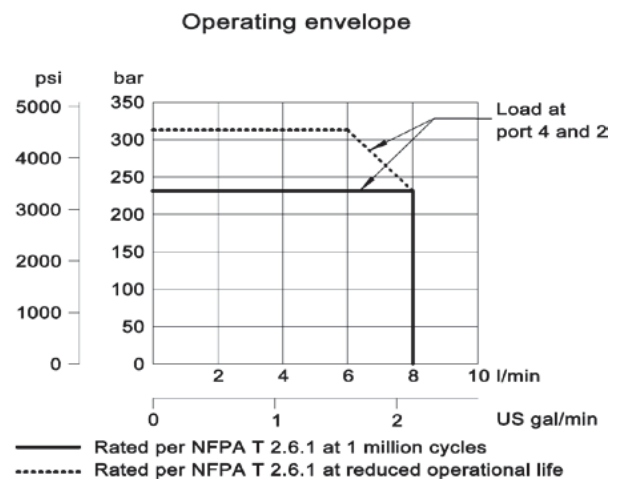 Operating envelope
psi bar
5000 350
300
4000
250
3000 200
150
2000
100
1000
50
0 0
Load at
port 4 and 2
2 4 6 8 10 l/min
0 1 2 US gal/min
Rated per NFPA T 2.6.1 at 1 million cycles
Rated per NFPA T 2.6.1 at reduced operational life